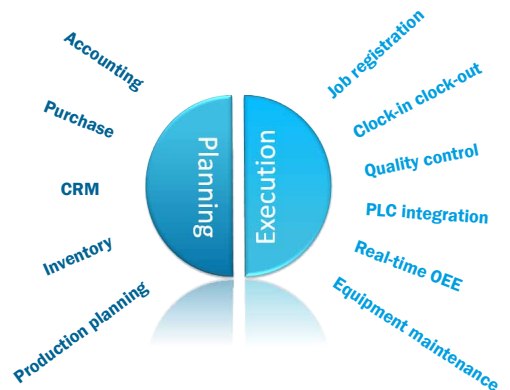 Accounting
Purchase
CRM
Inventory
Production planning
Planning
Execution
Job registration
Clock-in clock-out
Quality control
PLC integration
Real-time OEE
Equipment maintenance